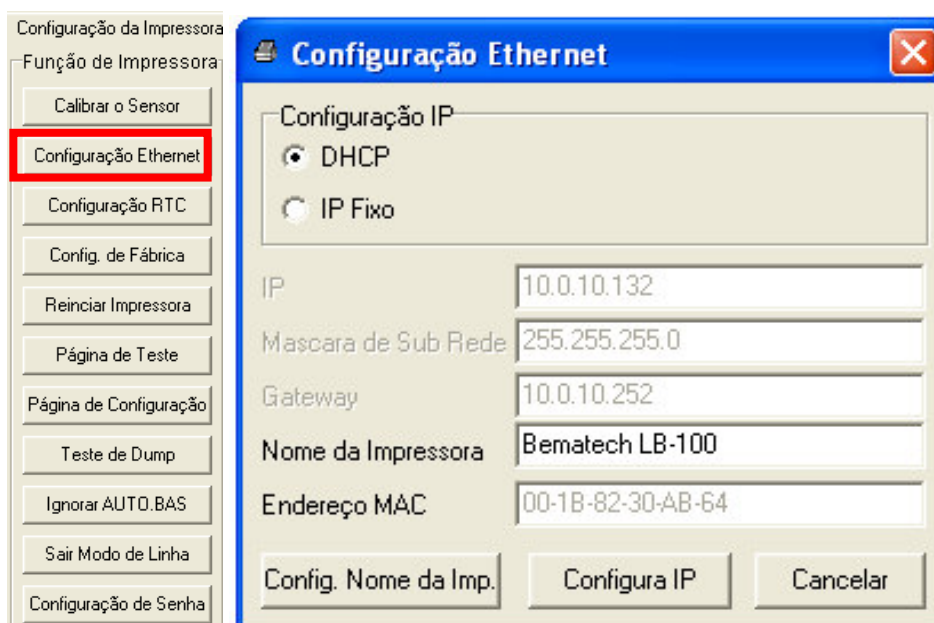 Configuração da Impressora
Função de Impressora
Calibrar o Sensor
Configuração Ethernet
Configuração RTC
Config. de Fábrica
Reinciar Impressora
Página de Teste
Página de Configuração
Teste de Dump
Ignorar AUTO.BAS
Sair Modo de Linha
Configuração de Senha
Configuração Ethernet
Configuração IP
DHCP
IP Fixo
IP 10.0.10.132
Mascara de Sub Rede 255.255.255.0
Gateway 10.0.10.252
Nome da Impressora Bematech LB-100
Endereço MAC 00-1B-82-30-AB-64
Config. Nome da Imp. Configura IP Cancelar